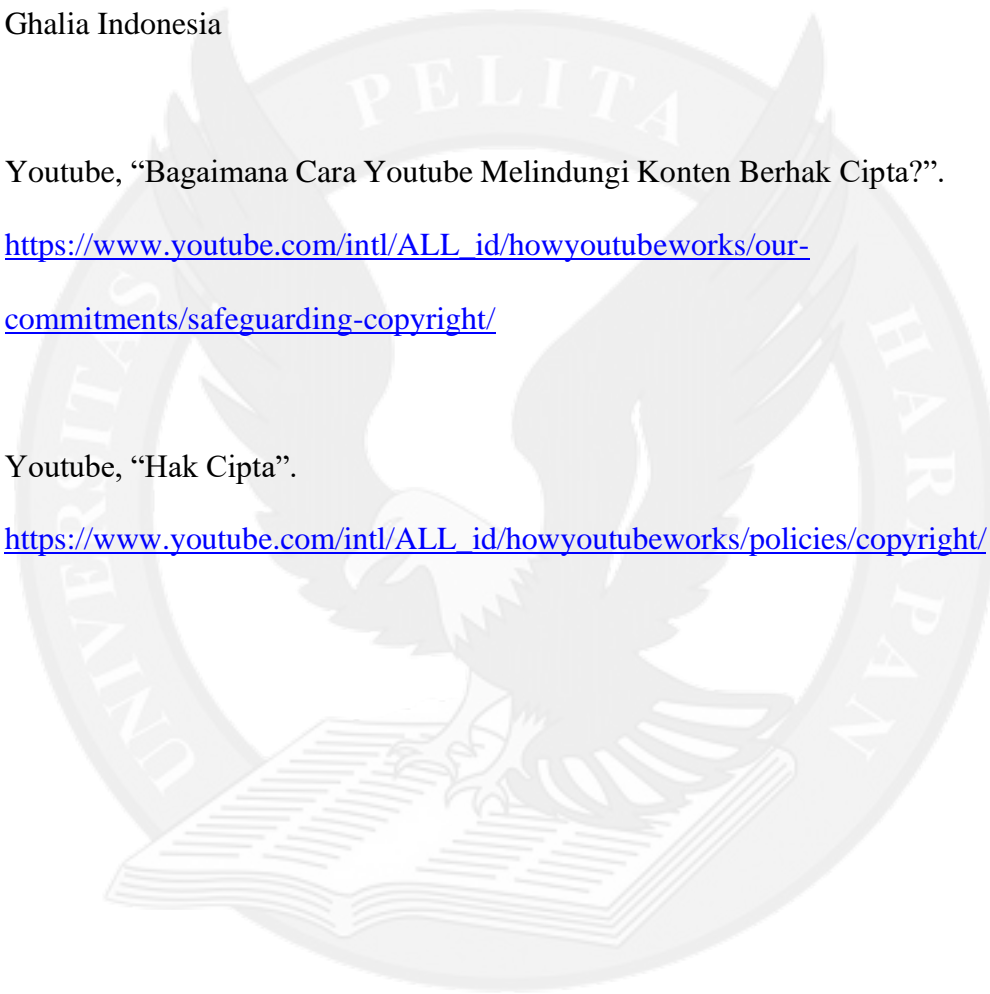 Ghalia Indonesia
Youtube, “Bagaimana Cara Youtube Melindungi Konten Berhak Cipta?”.
https://www.youtube.com/intl/ALL_id/howyoutubeworks/our-
commitments/safeguarding-copyright/
Youtube, “Hak Cipta”.
https://www.youtube.com/intl/ALL_id/howyoutubeworks/policies/copyright/
UNIVERSITAS PELITA HARAPAN